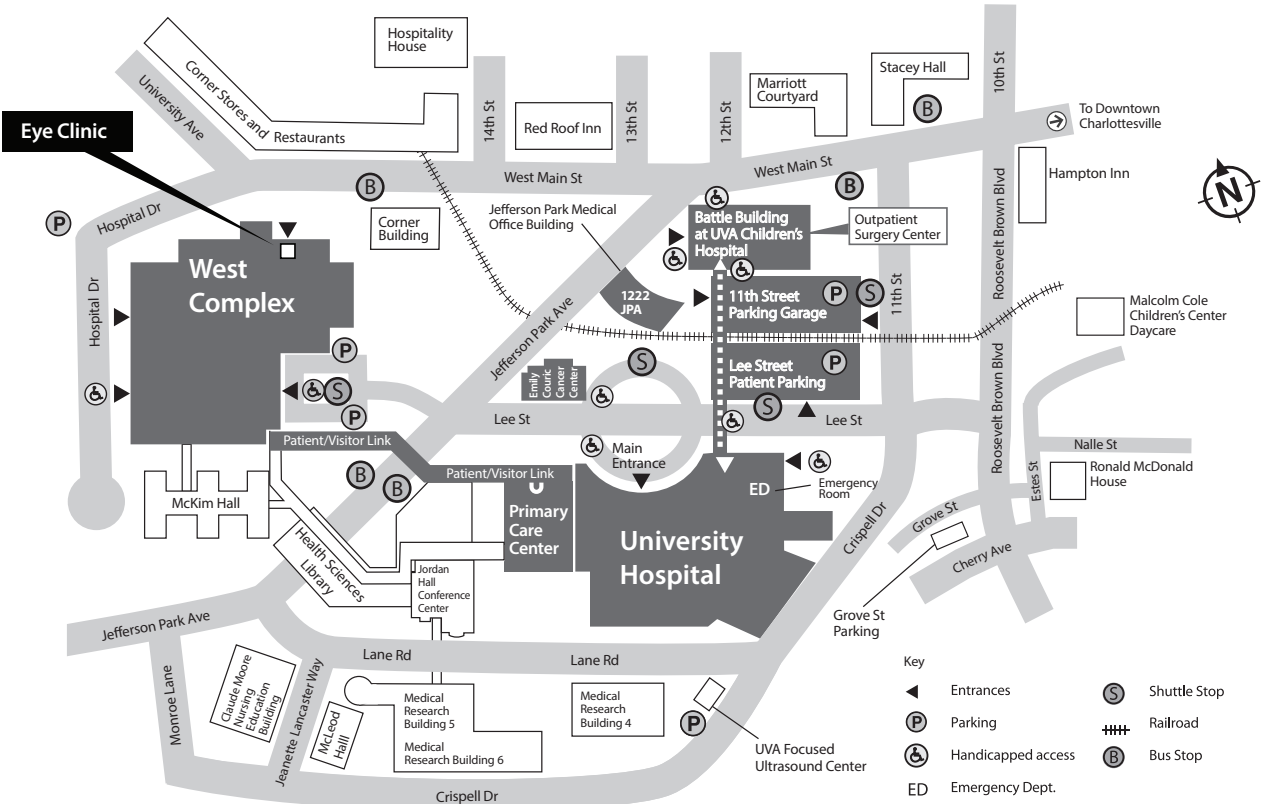 Hospitality
House
Stacey Hall
10th St
Marriott
Courtyard
Corner Stores and
Restaurants
University Ave
14th St
Red Roof Inn
13th St
12th St
B
To Downtown
Charlottesville
Eye Clinic
West Main St
West Main St
Hampton Inn
N
P
Hospital Dr
B
B
Corner
Building
Jefferson Park Medical
Office Building
Battle Building
at UVA Children's
Hospital
Outpatient
Surgery Center
Roosevelt Brown Blvd
West
Complex
Hospital Dr
1222
JPA
11th Street
Parking Garage
P
S
11th St
Malcolm Cole
Children's Center
Daycare
Jefferson Park Ave
P
S
P
Emily
Couric
Cancer
Center
S
Lee Street
Patient Parking
P
S
Lee St
Lee St
Roosevelt Brown Blvd
Patient/Visitor Link
Patient/Visitor Link
B
B
Main
Entrance
ED
Emergency
Room
Nalle St
Estes St
Ronald McDonald
House
McKim Hall
Primary
Care
Center
University
Hospital
Crispell Dr
Grove St
Cherry Ave
Health Sciences
Library
Jordan
Hall
Conference
Center
Grove St
Parking
Jefferson Park Ave
Lane Rd
Lane Rd
Monroe Lane
Claude Moore
Nursing
Education
Building
Jeanette Lancaster Way
McLeod
Halll
Medical
Research
Building 5
Medical
Research Building 6
Medical
Research
Building 4
P
UVA Focused
Ultrasound Center
Crispell Dr
Key
Entrances
P Parking
Handicapped access
ED Emergency Dept.
S Shuttle Stop
Railroad
B Bus Stop